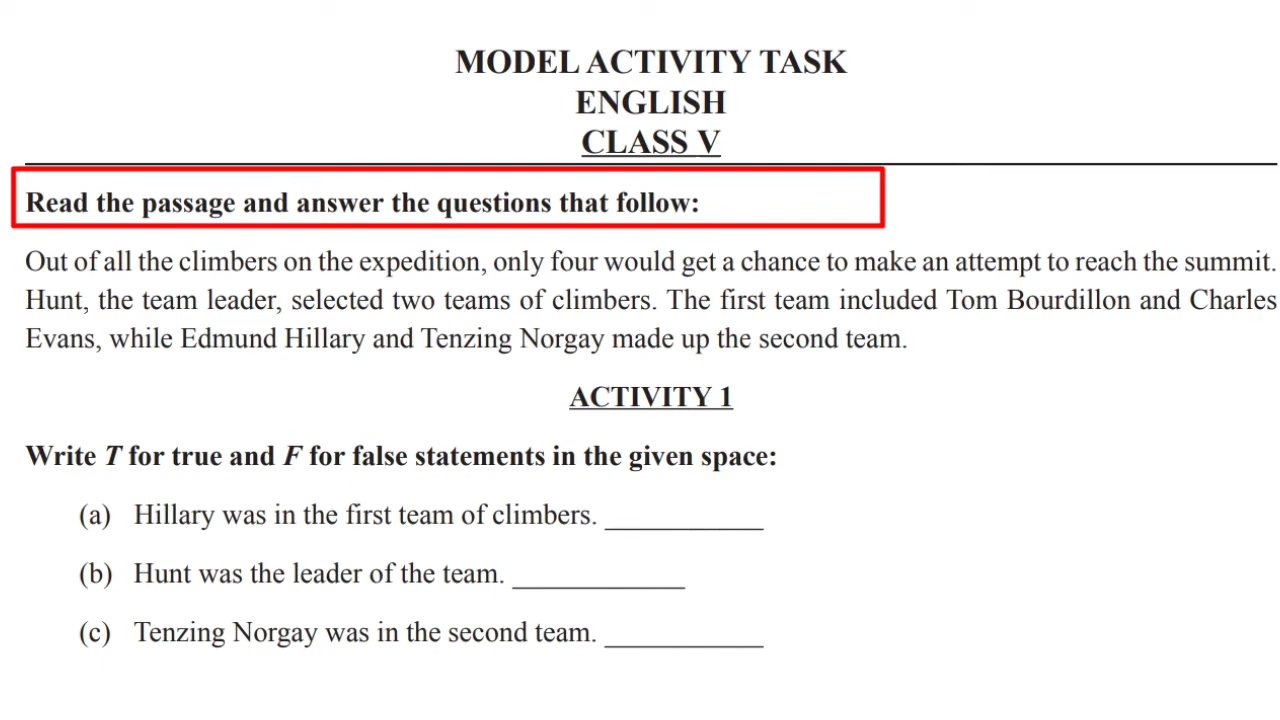 MODEL ACTIVITY TASK
ENGLISH
CLASS V
Read the passage and answer the questions that follow:
Out of all the climbers on the expedition, only four would get a chance to make an attempt to reach the summit.
Hunt, the team leader, selected two teams of climbers. The first team included Tom Bourdillon and Charles
Evans, while Edmund Hillary and Tenzing Norgay made up the second team.
ACTIVITY 1
Write T for true and F for false statements in the given space:
(a) Hillary was in the first team of climbers. ___________
(b) Hunt was the leader of the team. ____________
(c) Tenzing Norgay was in the second team. ___________